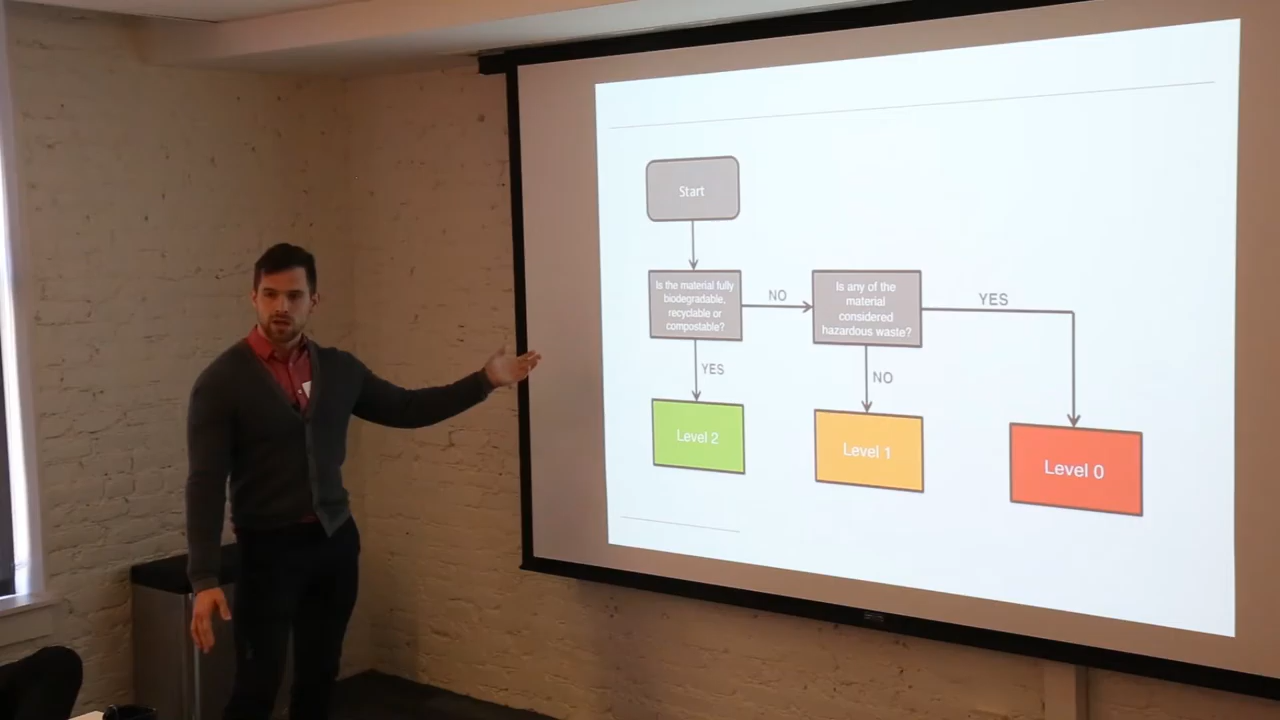 Start
Is the material fully
biodegradable,
recyclable or
compostable?
NO
Is any of the
material
considered
hazardous waste?
YES
YES
NO
Level 2
Level 1
Level 0